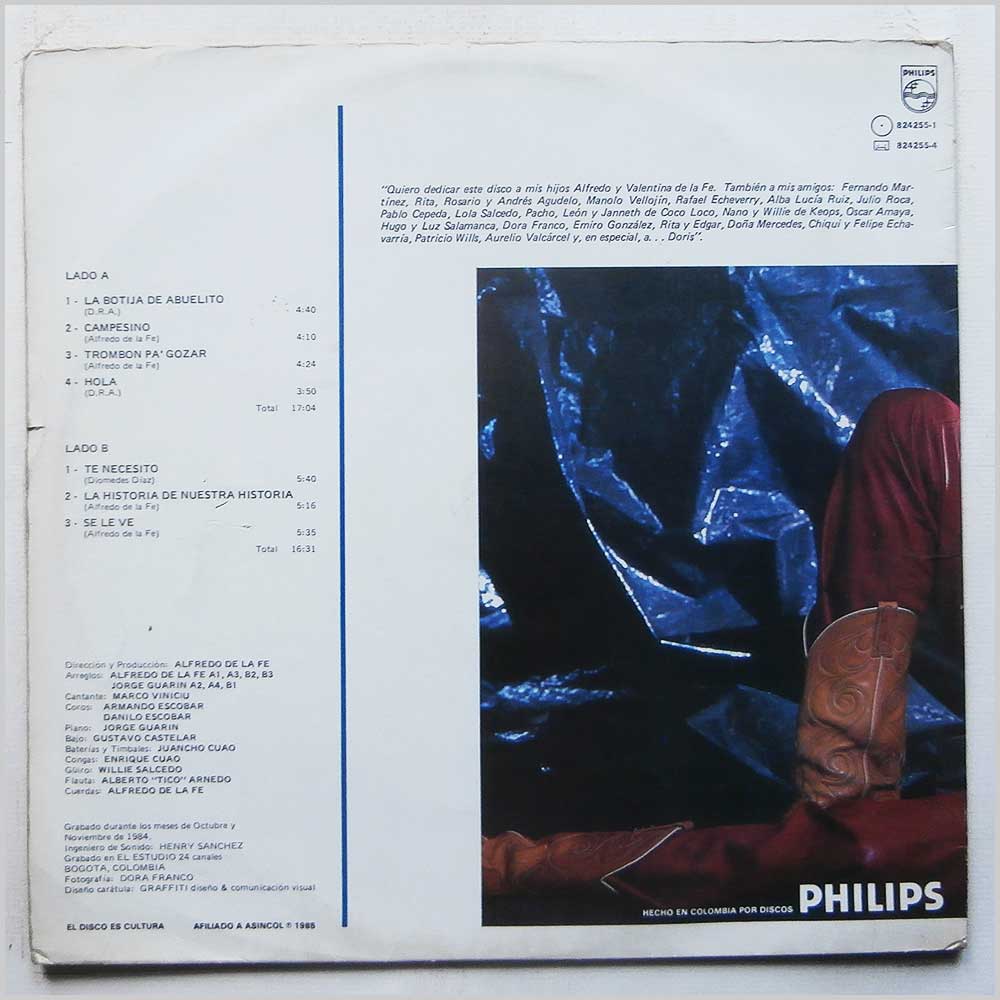 PHILIPS
824255-1
824255-4
"Quiero dedicar este disco a mis hijos Alfredo y Valentina de la Fe. También a mis amigos: Fernando Mar-
tínez, Rita, Rosario y Andrés Agudelo, Manolo Vellojín, Rafael Echeverry, Alba Lucía Ruiz, Julio Roca,
Pablo Cepeda, Lola Salcedo, Pacho, León y Janneth de Coco Loco, Nano y Willie de Keops, Oscar Amaya,
Hugo y Luz Salamanca, Dora Franco, Emiro González, Rita y Edgar, Doña Mercedes, Chiqui y Felipe Echa-
varría, Patricio Wills, Aurelio Valcárcel y, en especial, a. . . Doris".
LADO A
1 - LA BOTIJA DE ABUELITO
(D.R.A.) 4:40
2 - CAMPESINO
(Alfredo de la Fe) 4:10
3 - TROMBON PA' GOZAR
(Alfredo de la Fe) 4:24
4 - HOLA
(D.R.A.) 3:50
Total 17:04
LADO B
1 - TE NECESITO
(Diomedes Díaz) 5:40
2 - LA HISTORIA DE NUESTRA HISTORIA
(Alfredo de la Fe) 5:16
3 - SE LE VE
(Alfredo de la Fe) 5:35
Total 16:31
Dirección y Producción: ALFREDO DE LA FE
Arreglos: ALFREDO DE LA FE A1, A3, B2, B3
JORGE GUARIN A2, A4, B1
Cantante: MARCO VINICIU
Coros: ARMANDO ESCOBAR
DANILO ESCOBAR
Piano: JORGE GUARIN
Bajo: GUSTAVO CASTELAR
Baterías y Timbales: JUANCHO CUAO
Congas: ENRIQUE CUAO
Güiro: WILLIE SALCEDO
Flauta: ALBERTO "TICO" ARNEDO
Cuerdas: ALFREDO DE LA FE
Grabado durante los meses de Octubre y
Noviembre de 1984.
Ingeniero de Sonido: HENRY SANCHEZ
Grabado en EL ESTUDIO 24 canales
BOGOTA, COLOMBIA
Fotografía: DORA FRANCO
Diseño carátula: GRAFFITI diseño & comunicación visual
EL DISCO ES CULTURA AFILIADO A ASINCOL ℗ 1985
HECHO EN COLOMBIA POR DISCOS PHILIPS